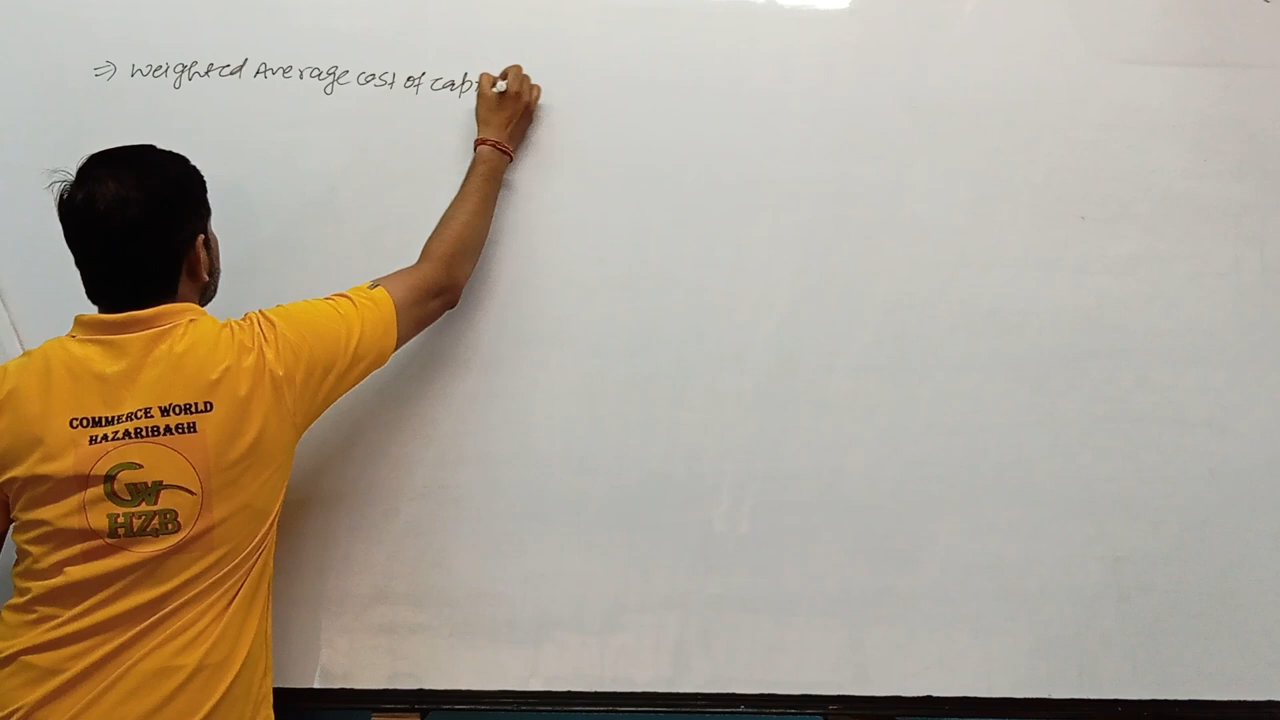 ⇒ Weighted Average cost of cap
COMMERCE WORLD
HAZARIBAGH
CW
HZB